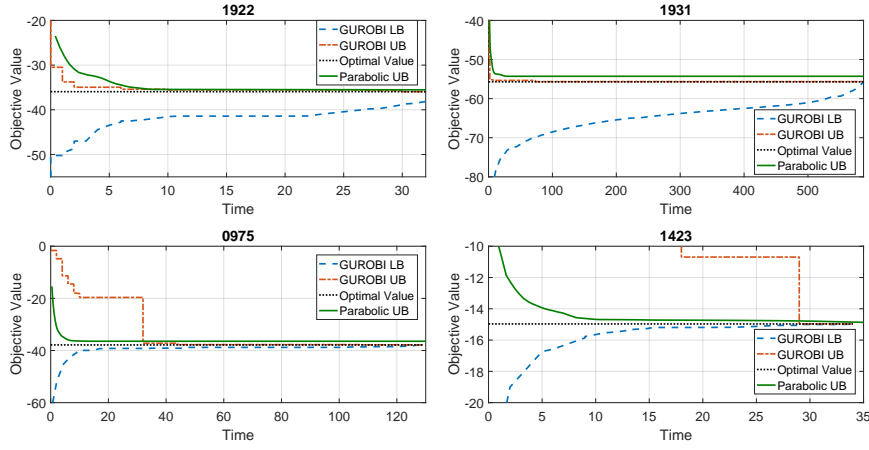 1922
-20
-30
-40
-50
Objective Value
0
5
10
15
20
25
30
Time
GUROBI LB
GUROBI UB
Optimal Value
Parabolic UB
1931
-40
-50
-60
-70
-80
Objective Value
0
100
200
300
400
500
Time
GUROBI LB
GUROBI UB
Optimal Value
Parabolic UB
0975
0
-20
-40
-60
Objective Value
0
20
40
60
80
100
120
Time
GUROBI LB
GUROBI UB
Optimal Value
Parabolic UB
1423
-10
-12
-14
-16
-18
-20
Objective Value
0
5
10
15
20
25
30
35
Time
GUROBI LB
GUROBI UB
Optimal Value
Parabolic UB